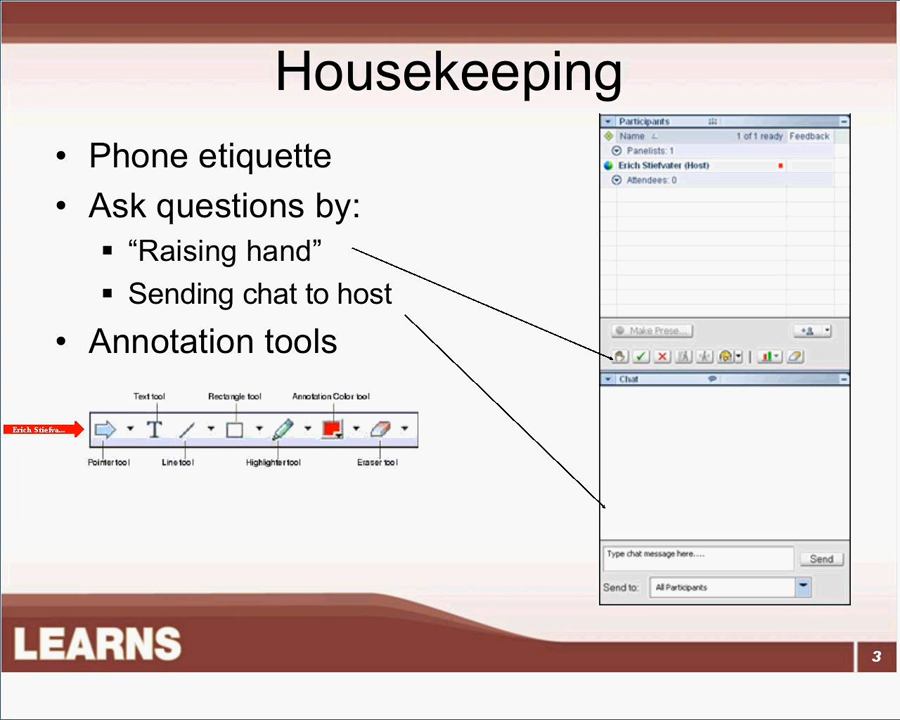 Housekeeping
• Phone etiquette
• Ask questions by:
▪ “Raising hand”
▪ Sending chat to host
• Annotation tools
Text tool Rectangle tool Annotation Color tool
Erich Stiefva...
T
Pointer tool Line tool Highlighter tool Eraser tool
Participants
Name 1 of 1 ready Feedback
Panelists: 1
Erich Stiefvater (Host)
Attendees: 0
Make Prese...
Chat
Type chat message here....
Send
Send to: All Participants
LEARNS
3